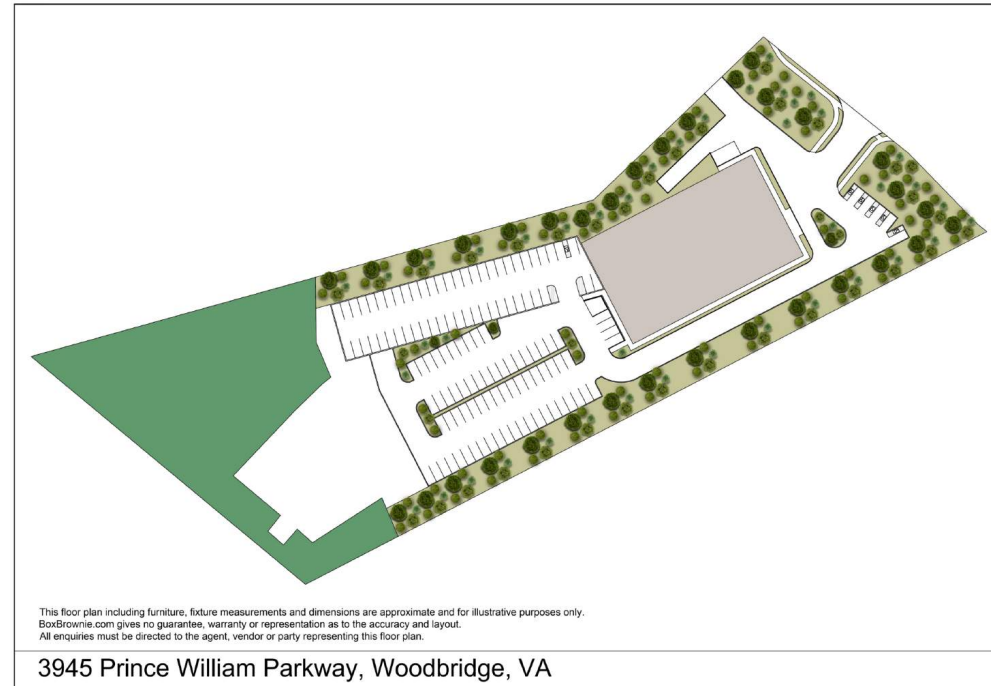 This floor plan including furniture, fixture measurements and dimensions are approximate and for illustrative purposes only.
BoxBrownie.com gives no guarantee, warranty or representation as to the accuracy and layout.
All enquiries must be directed to the agent, vendor or party representing this floor plan.
3945 Prince William Parkway, Woodbridge, VA